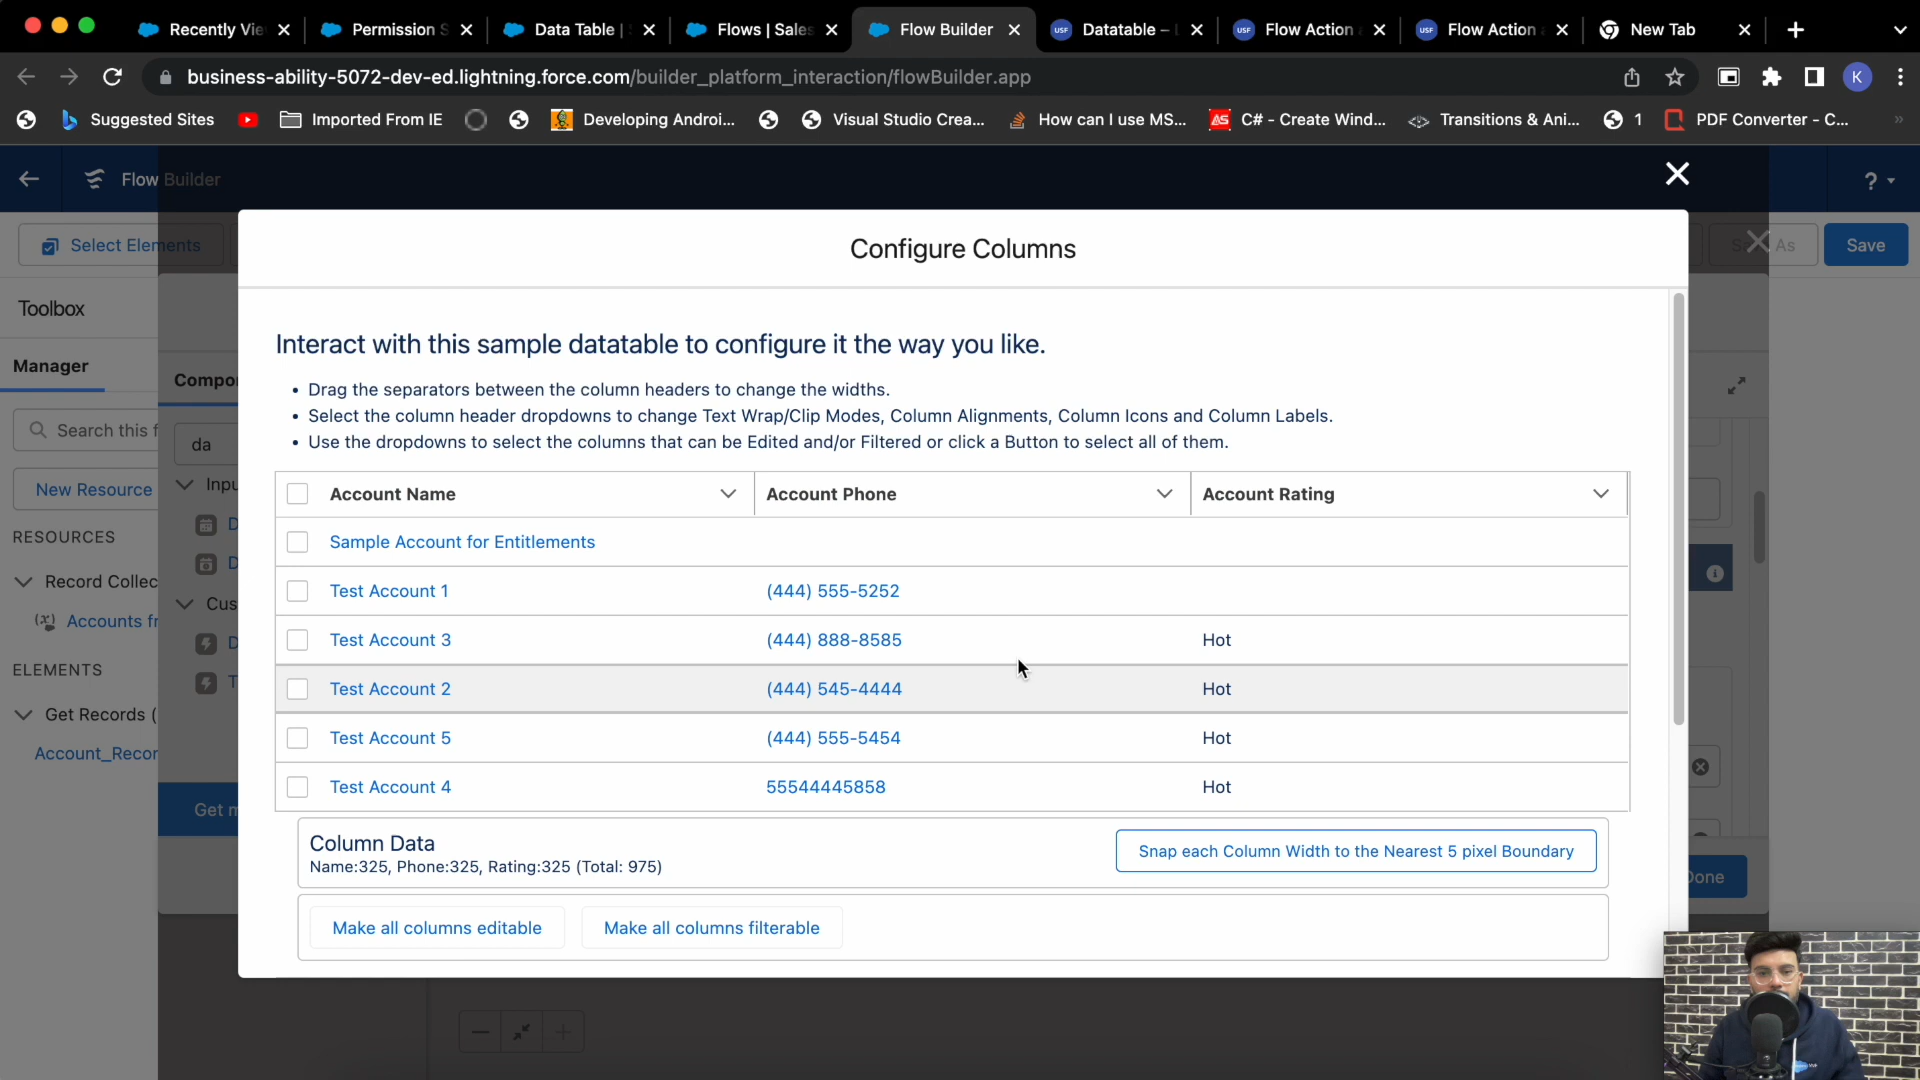 Recently Vie
Permission S
Data Table |
Flows | Sales
Flow Builder
Datatable – L
Flow Action
Flow Action
New Tab
business-ability-5072-dev-ed.lightning.force.com/builder_platform_interaction/flowBuilder.app
K
Suggested Sites
Imported From IE
Developing Androi...
Visual Studio Crea...
How can I use MS...
C# - Create Wind...
Transitions & Ani...
1
PDF Converter - C...
»
Flow Builder
?
Select Elements
As
Save
Toolbox
Manager
Search this f
New Resource
RESOURCES
Record Collec
Accounts fr
ELEMENTS
Get Records (
Account_Recor
Compo
da
Inpu
D
D
Cus
D
T
Get m
Done
Configure Columns
Interact with this sample datatable to configure it the way you like.
• Drag the separators between the column headers to change the widths.
• Select the column header dropdowns to change Text Wrap/Clip Modes, Column Alignments, Column Icons and Column Labels.
• Use the dropdowns to select the columns that can be Edited and/or Filtered or click a Button to select all of them.
Account Name Account Phone Account Rating
Sample Account for Entitlements
Test Account 1 (444) 555-5252
Test Account 3 (444) 888-8585 Hot
Test Account 2 (444) 545-4444 Hot
Test Account 5 (444) 555-5454 Hot
Test Account 4 55544445858 Hot
Column Data
Name:325, Phone:325, Rating:325 (Total: 975)
Snap each Column Width to the Nearest 5 pixel Boundary
Make all columns editable
Make all columns filterable